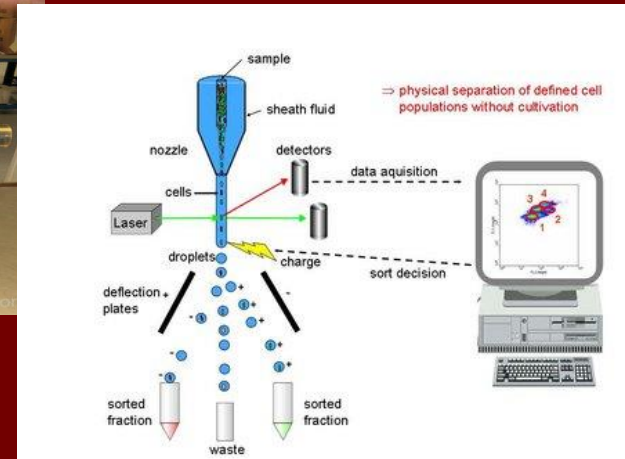 sample
⇒ physical separation of defined cell
populations without cultivation
sheath fluid
nozzle
detectors
data aquisition
cells
Laser
3 4
1 2
droplets
charge
sort decision
deflection
plates
+
-
+
+
-
+
+
-
+
-
+
sorted
fraction
sorted
fraction
waste